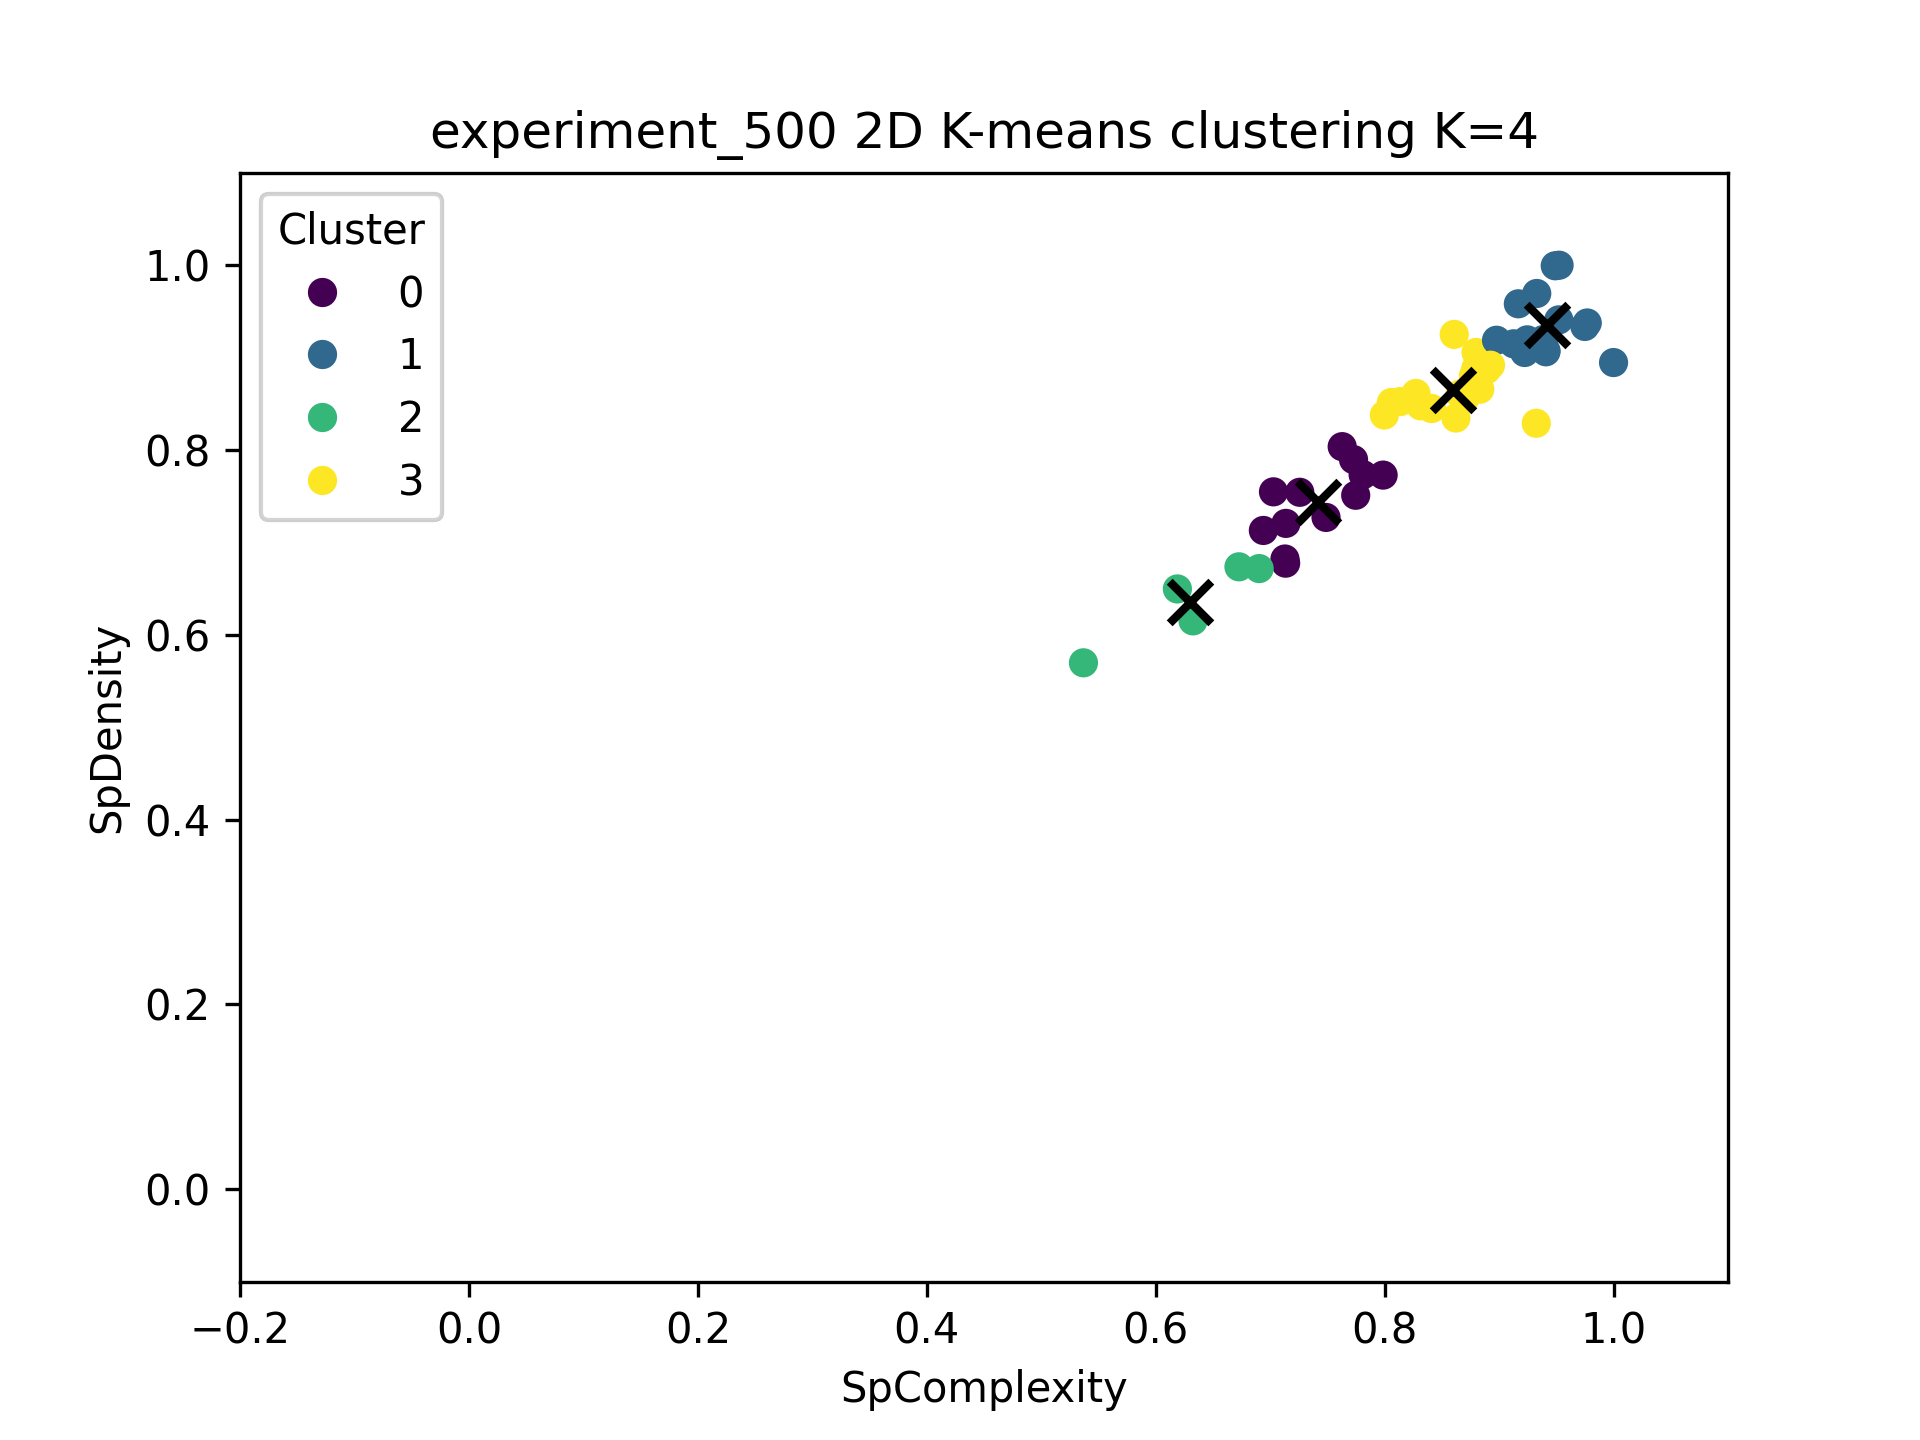 experiment_500 2D K-means clustering K=4
Cluster
0
1
2
3
1.0
0.8
0.6
0.4
0.2
0.0
SpDensity
−0.2 0.0 0.2 0.4 0.6 0.8 1.0
SpComplexity